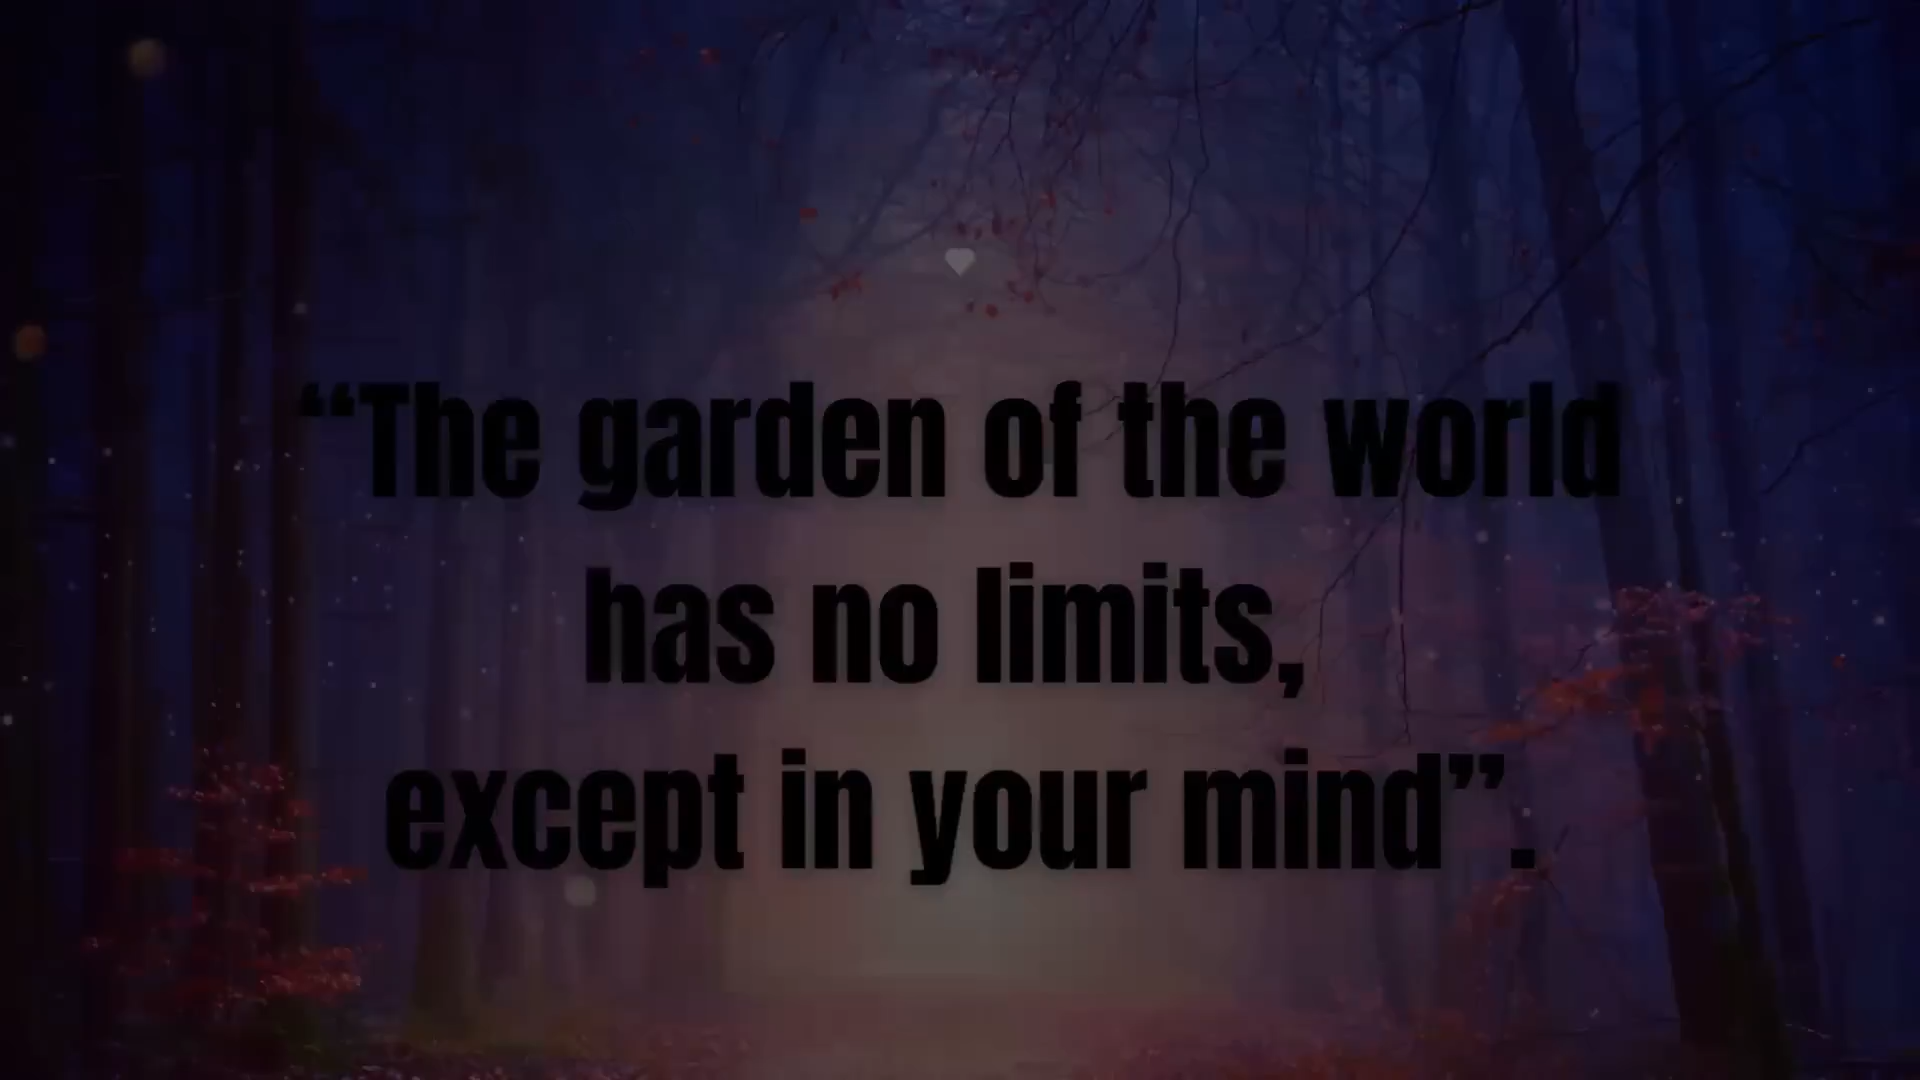 “The garden of the world
has no limits,
except in your mind”.